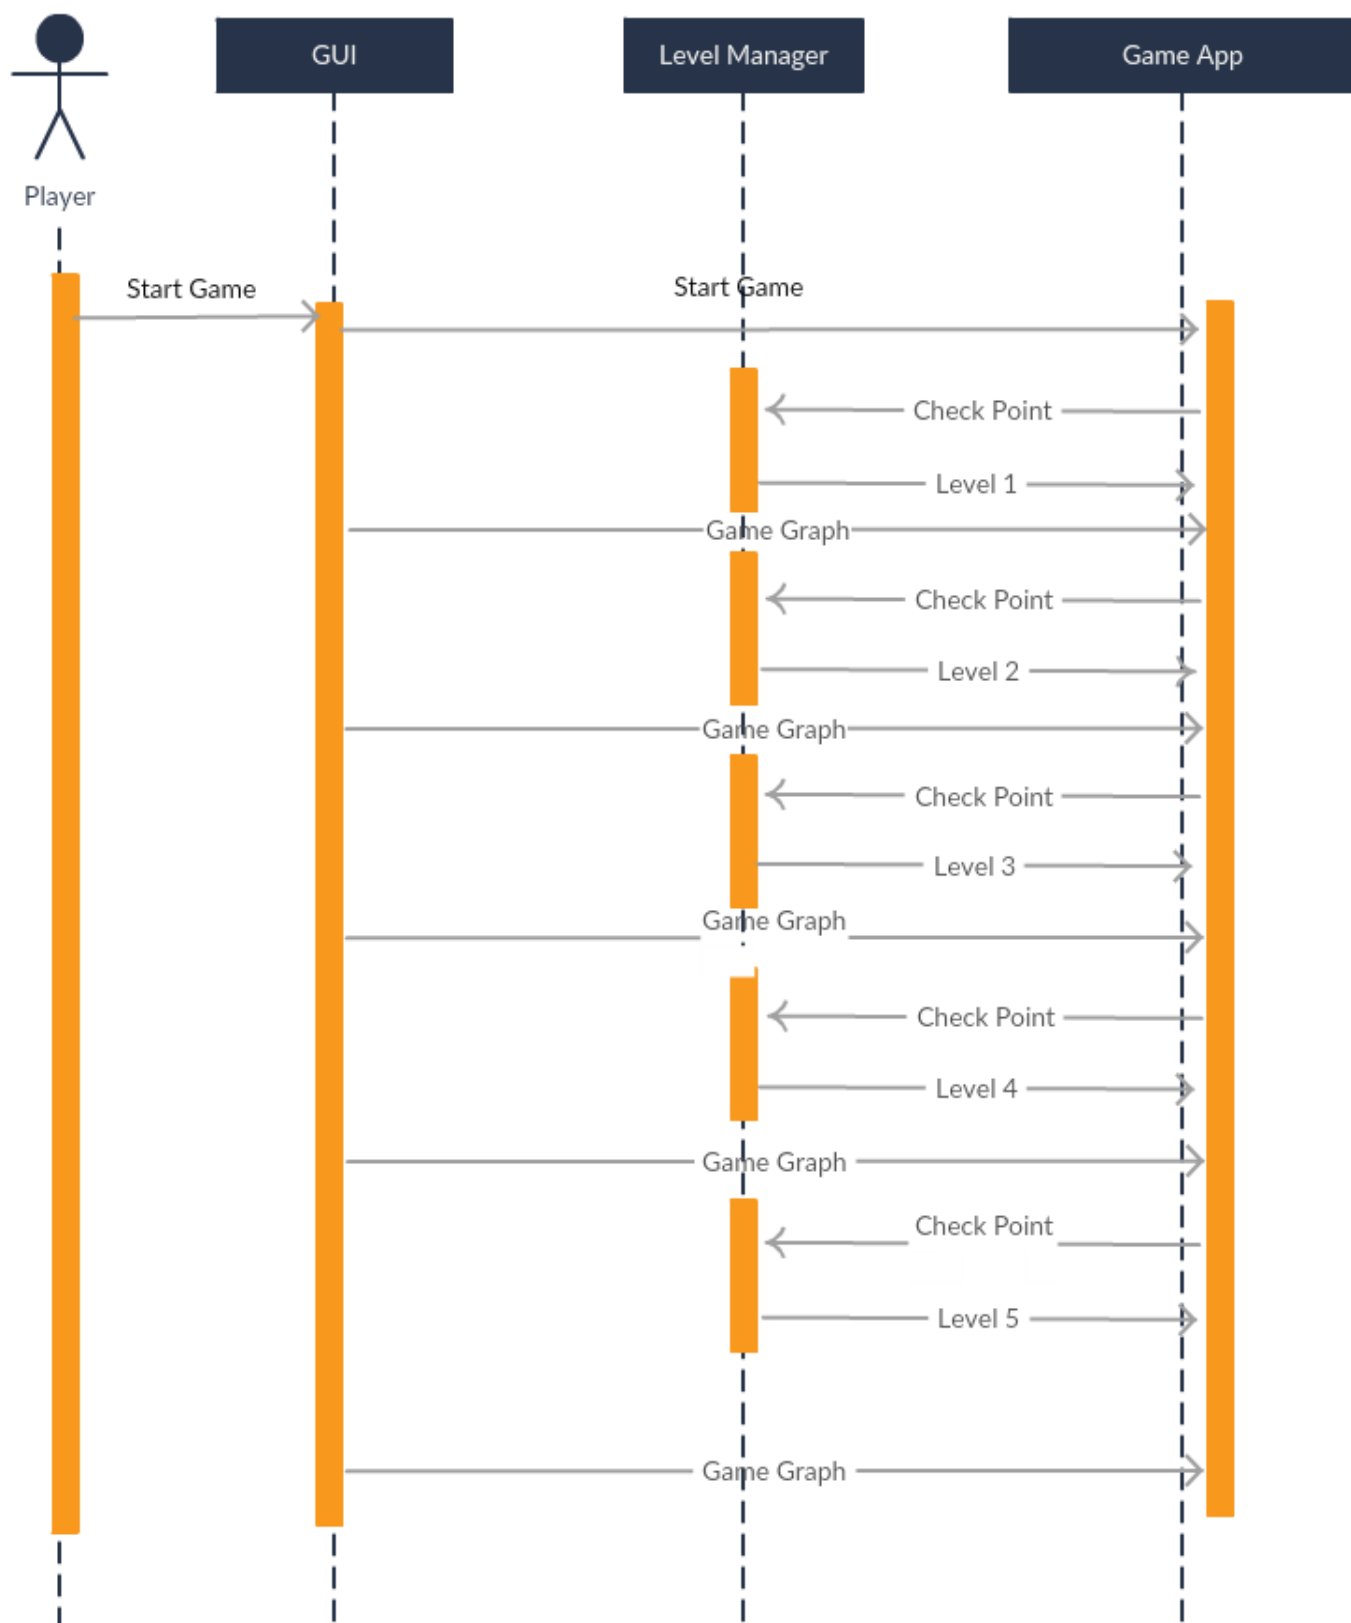 GUI
Level Manager
Game App
Player
Start Game
Start Game
Check Point
Level 1
Game Graph
Check Point
Level 2
Game Graph
Check Point
Level 3
Game Graph
Check Point
Level 4
Game Graph
Check Point
Level 5
Game Graph